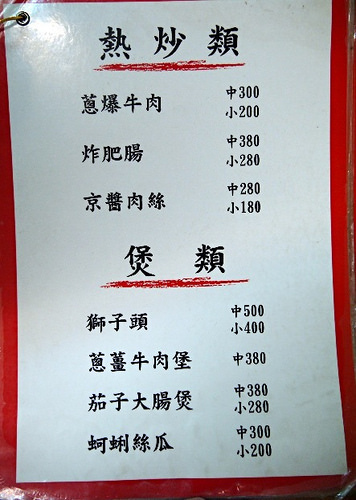 熱炒類
蔥爆牛肉 中300
小200
炸肥腸 中380
小280
京醬肉絲 中280
小180
煲類
獅子頭 中500
小400
蔥薑牛肉堡 中380
茄子大腸煲 中380
小280
蚵蜊絲瓜 中300
小200